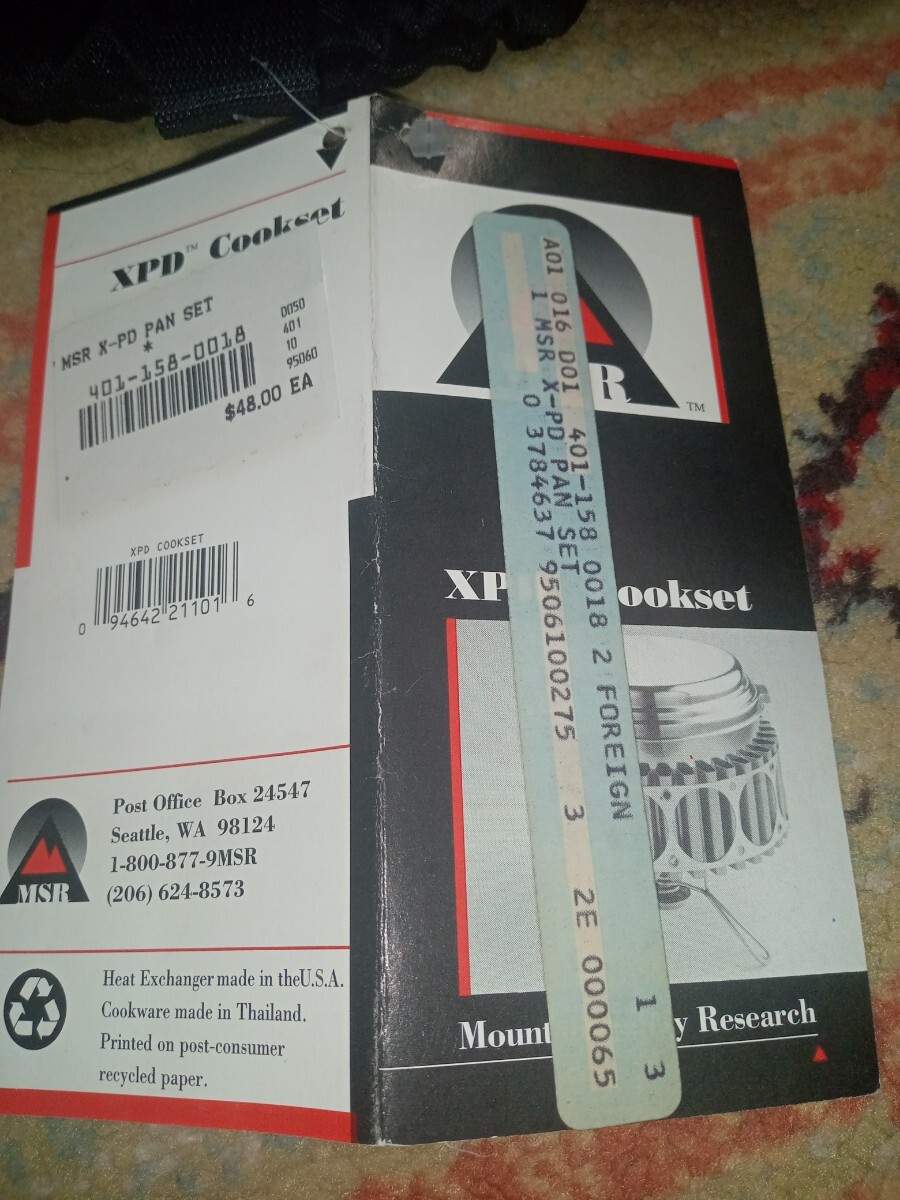 XPD™ Cookset
MSR X-PD PAN SET
*
401-158-0018
D050
401
10
95060
$48.00 EA
XPD COOKSET
0 94642 21101 6
MSR
Post Office Box 24547
Seattle, WA 98124
1-800-877-9MSR
(206) 624-8573
Heat Exchanger made in theU.S.A.
Cookware made in Thailand.
Printed on post-consumer
recycled paper.
SR
TM
XP ookset
Mount y Research
A01 016 D01 401-158 0018 2 FOREIGN 1
1 MSR X-PD PAN SET 3
0 3784637 9506100275 3 2E 000065